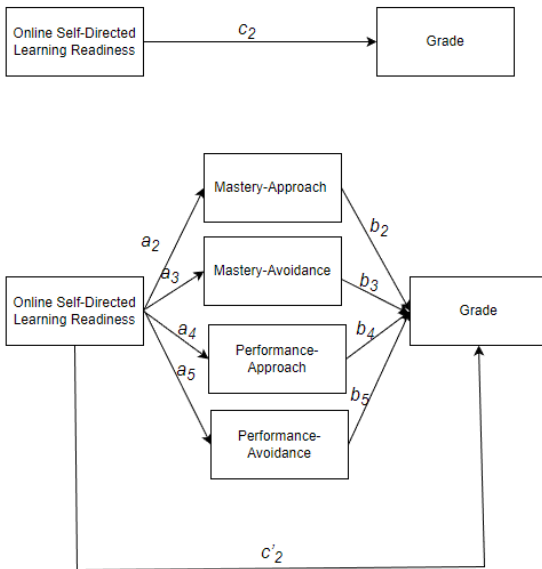 Online Self-Directed
Learning Readiness
c2
Grade
Mastery-Approach
a2
b2
Mastery-Avoidance
a3
b3
Online Self-Directed
Learning Readiness
Grade
a4
Performance-
Approach
b4
a5
Performance-
Avoidance
b5
c'2